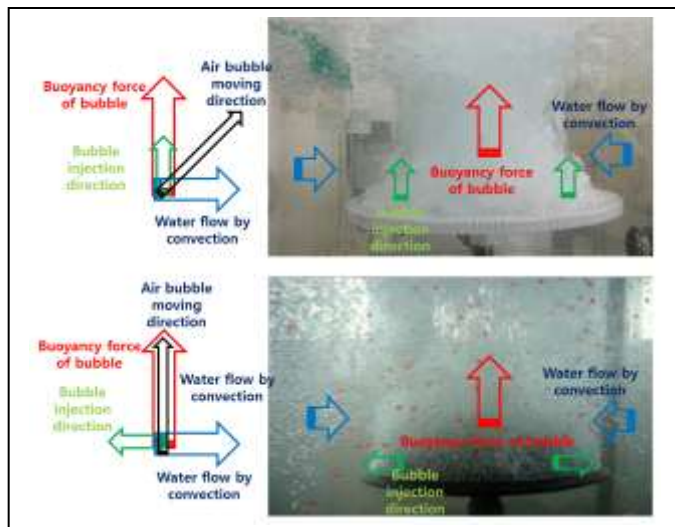 Buoyancy force
of bubble
Air bubble
moving
direction
Bubble
injection
direction
Water flow by
convection
Water flow by
convection
Buoyancy force
of bubble
Bubble
injection
direction
Air bubble
moving
direction
Buoyancy force
of bubble
Water flow by
convection
Bubble
injection
direction
Water flow by
convection
Water flow by
convection
Buoyancy force of bubble
Bubble
injection
direction